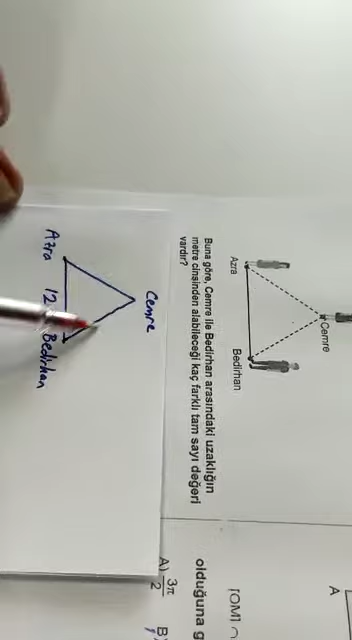 Cemre
Azra
Bedirhan
Buna göre, Cemre ile Bedirhan arasındaki uzaklığın
metre cinsinden alabileceği kaç farklı tam sayı değeri
vardır?
Cemre
Azra 12 Bedirhan
A
[OM]
olduğuna g
A) 3π/2 B)